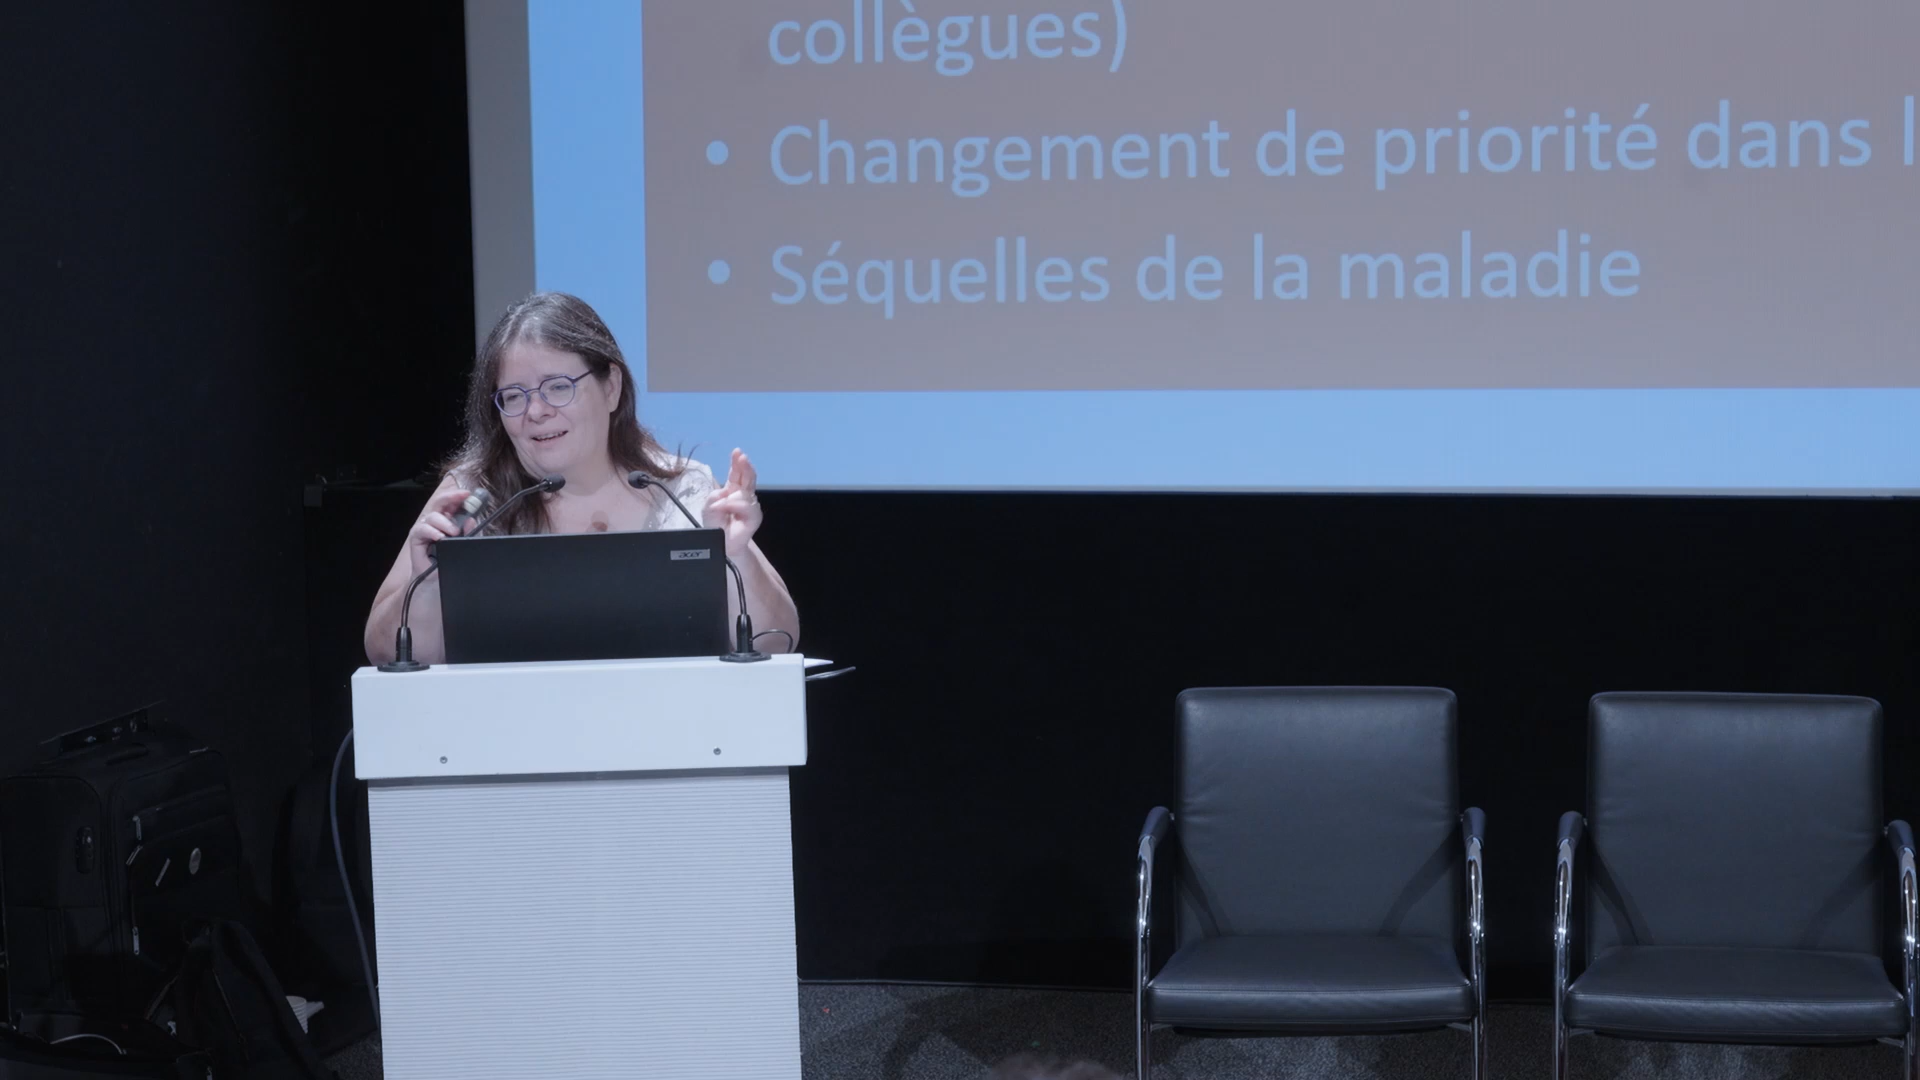 collègues)
• Changement de priorité dans l
• Séquelles de la maladie
acer